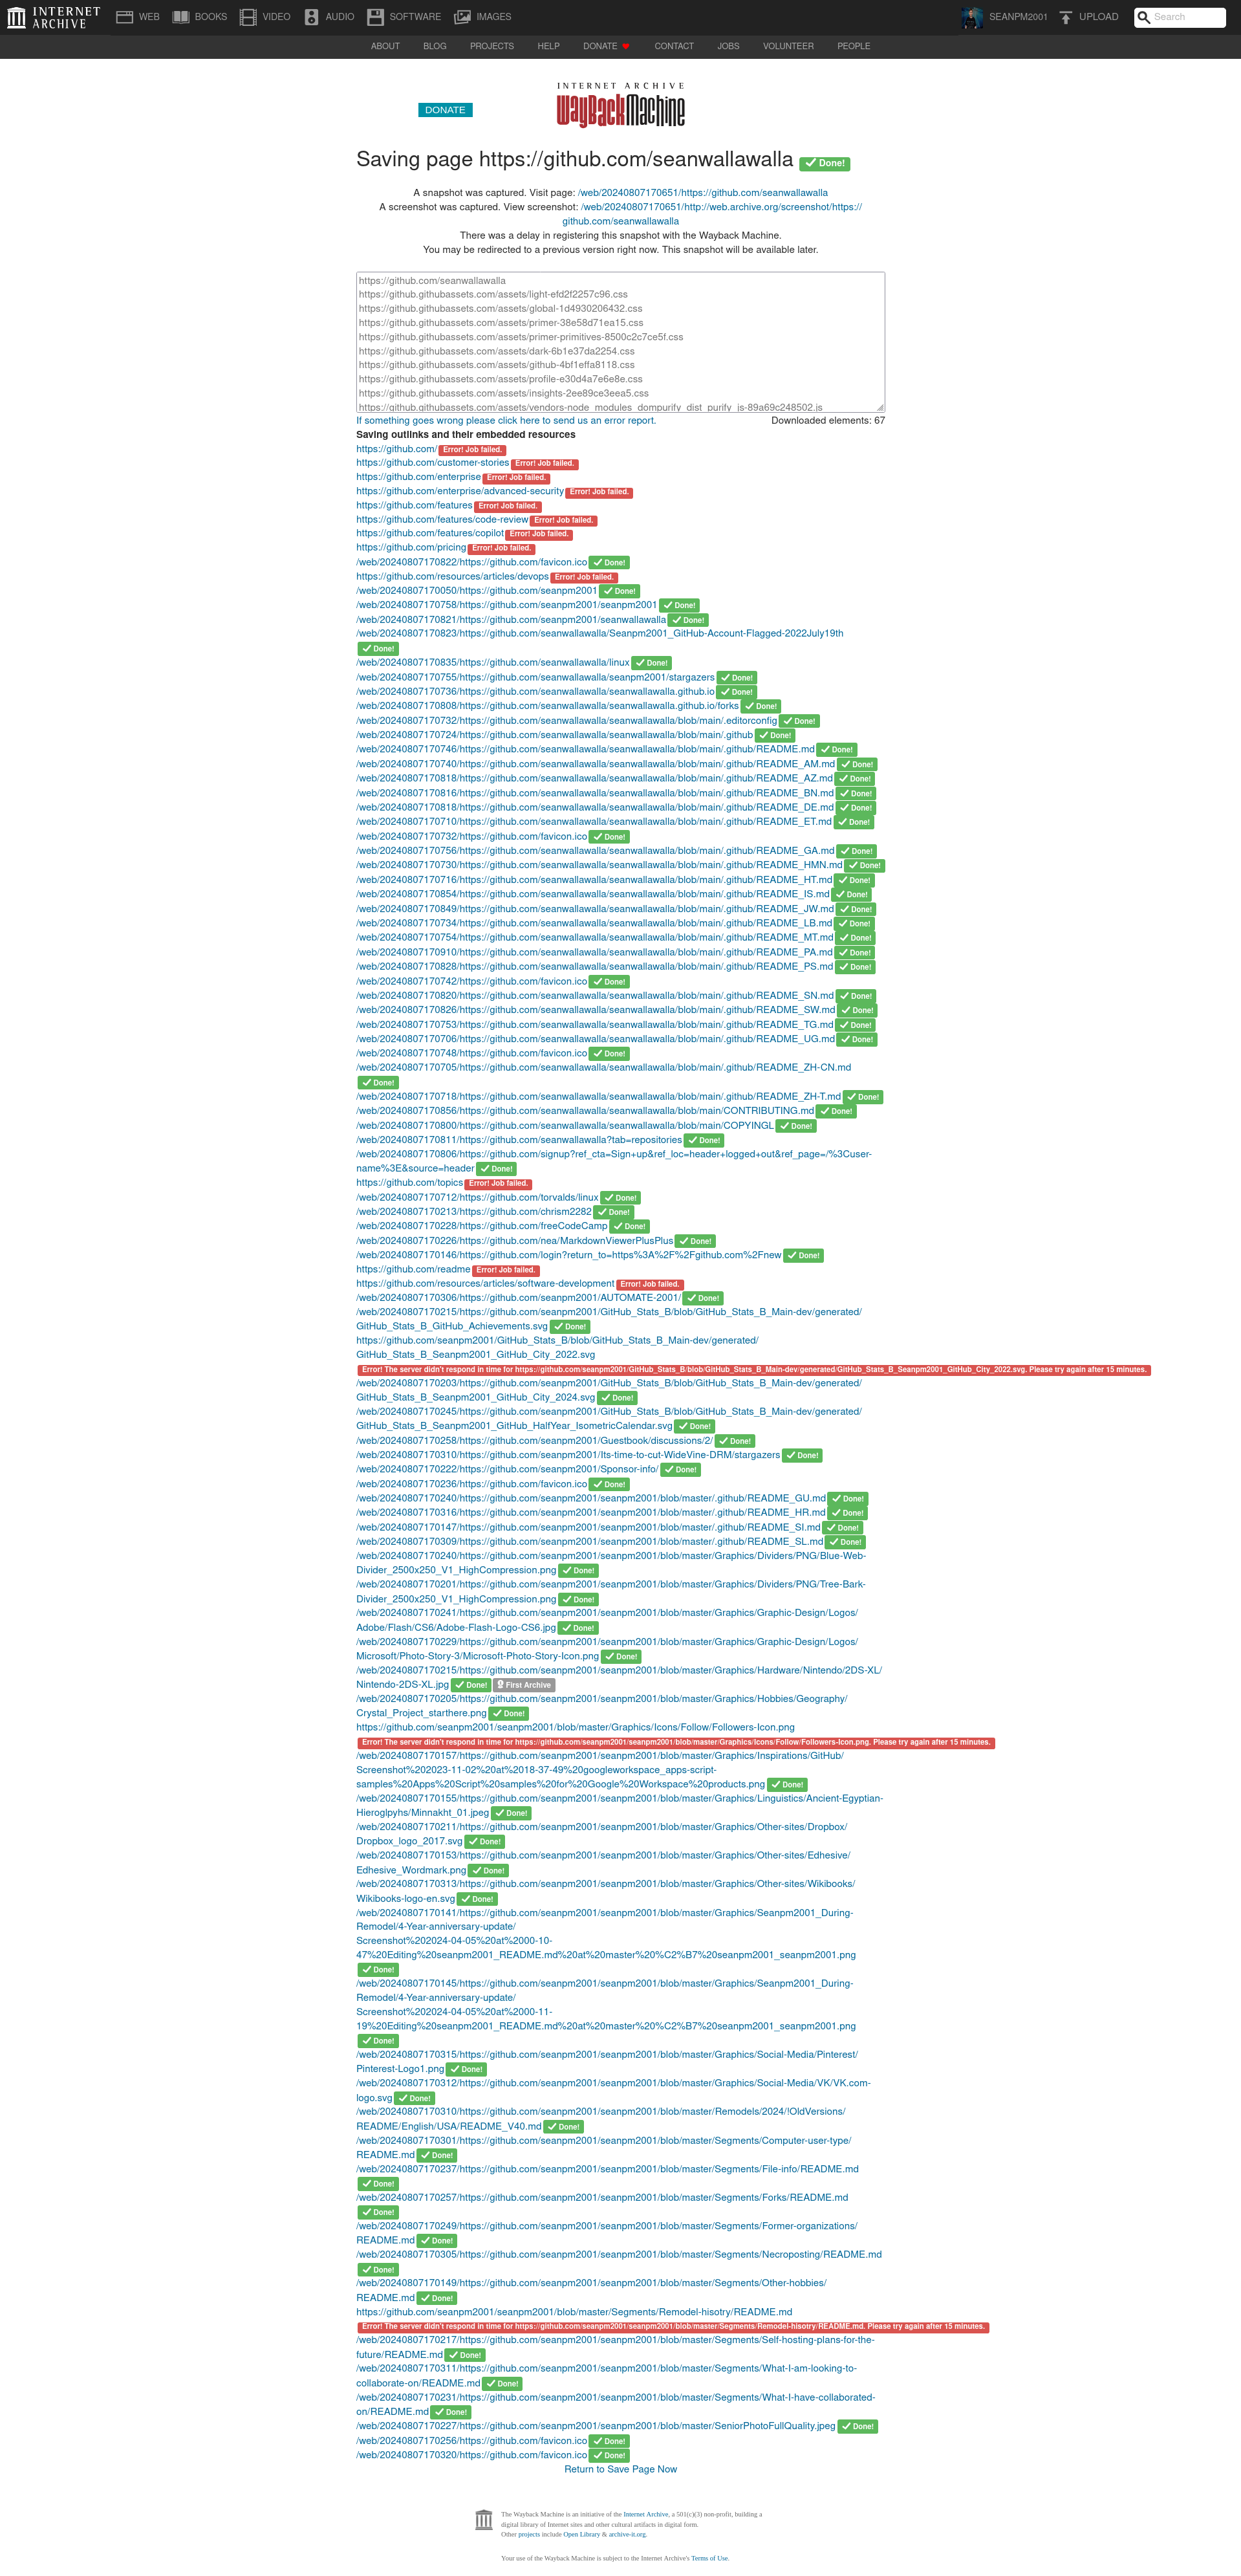 INTERNET ARCHIVE WEB BOOKS VIDEO AUDIO SOFTWARE IMAGES SEANPM2001 UPLOAD Search
ABOUT BLOG PROJECTS HELP DONATE CONTACT JOBS VOLUNTEER PEOPLE
INTERNET ARCHIVE
DONATE WayBackMachine
Saving page https://github.com/seanwallawalla Done!
A snapshot was captured. Visit page: /web/20240807170651/https://github.com/seanwallawalla
A screenshot was captured. View screenshot: /web/20240807170651/http://web.archive.org/screenshot/https://
github.com/seanwallawalla
There was a delay in registering this snapshot with the Wayback Machine.
You may be redirected to a previous version right now. This snapshot will be available later.
https://github.com/seanwallawalla
https://github.githubassets.com/assets/light-efd2f2257c96.css
https://github.githubassets.com/assets/global-1d4930206432.css
https://github.githubassets.com/assets/primer-38e58d71ea15.css
https://github.githubassets.com/assets/primer-primitives-8500c2c7ce5f.css
https://github.githubassets.com/assets/dark-6b1e37da2254.css
https://github.githubassets.com/assets/github-4bf1effa8118.css
https://github.githubassets.com/assets/profile-e30d4a7e6e8e.css
https://github.githubassets.com/assets/insights-2ee89ce3eea5.css
https://github.githubassets.com/assets/vendors-node_modules_dompurify_dist_purify_js-89a69c248502.js
If something goes wrong please click here to send us an error report. Downloaded elements: 67
Saving outlinks and their embedded resources
https://github.com/ Error! Job failed.
https://github.com/customer-stories Error! Job failed.
https://github.com/enterprise Error! Job failed.
https://github.com/enterprise/advanced-security Error! Job failed.
https://github.com/features Error! Job failed.
https://github.com/features/code-review Error! Job failed.
https://github.com/features/copilot Error! Job failed.
https://github.com/pricing Error! Job failed.
/web/20240807170822/https://github.com/favicon.ico Done!
https://github.com/resources/articles/devops Error! Job failed.
/web/20240807170050/https://github.com/seanpm2001 Done!
/web/20240807170758/https://github.com/seanpm2001/seanpm2001 Done!
/web/20240807170821/https://github.com/seanpm2001/seanwallawalla Done!
/web/20240807170823/https://github.com/seanwallawalla/Seanpm2001_GitHub-Account-Flagged-2022July19th
Done!
/web/20240807170835/https://github.com/seanwallawalla/linux Done!
/web/20240807170755/https://github.com/seanwallawalla/seanpm2001/stargazers Done!
/web/20240807170736/https://github.com/seanwallawalla/seanwallawalla.github.io Done!
/web/20240807170808/https://github.com/seanwallawalla/seanwallawalla.github.io/forks Done!
/web/20240807170732/https://github.com/seanwallawalla/seanwallawalla/blob/main/.editorconfig Done!
/web/20240807170724/https://github.com/seanwallawalla/seanwallawalla/blob/main/.github Done!
/web/20240807170746/https://github.com/seanwallawalla/seanwallawalla/blob/main/.github/README.md Done!
/web/20240807170740/https://github.com/seanwallawalla/seanwallawalla/blob/main/.github/README_AM.md Done!
/web/20240807170818/https://github.com/seanwallawalla/seanwallawalla/blob/main/.github/README_AZ.md Done!
/web/20240807170816/https://github.com/seanwallawalla/seanwallawalla/blob/main/.github/README_BN.md Done!
/web/20240807170818/https://github.com/seanwallawalla/seanwallawalla/blob/main/.github/README_DE.md Done!
/web/20240807170710/https://github.com/seanwallawalla/seanwallawalla/blob/main/.github/README_ET.md Done!
/web/20240807170732/https://github.com/favicon.ico Done!
/web/20240807170756/https://github.com/seanwallawalla/seanwallawalla/blob/main/.github/README_GA.md Done!
/web/20240807170730/https://github.com/seanwallawalla/seanwallawalla/blob/main/.github/README_HMN.md Done!
/web/20240807170716/https://github.com/seanwallawalla/seanwallawalla/blob/main/.github/README_HT.md Done!
/web/20240807170854/https://github.com/seanwallawalla/seanwallawalla/blob/main/.github/README_IS.md Done!
/web/20240807170849/https://github.com/seanwallawalla/seanwallawalla/blob/main/.github/README_JW.md Done!
/web/20240807170734/https://github.com/seanwallawalla/seanwallawalla/blob/main/.github/README_LB.md Done!
/web/20240807170754/https://github.com/seanwallawalla/seanwallawalla/blob/main/.github/README_MT.md Done!
/web/20240807170910/https://github.com/seanwallawalla/seanwallawalla/blob/main/.github/README_PA.md Done!
/web/20240807170828/https://github.com/seanwallawalla/seanwallawalla/blob/main/.github/README_PS.md Done!
/web/20240807170742/https://github.com/favicon.ico Done!
/web/20240807170820/https://github.com/seanwallawalla/seanwallawalla/blob/main/.github/README_SN.md Done!
/web/20240807170826/https://github.com/seanwallawalla/seanwallawalla/blob/main/.github/README_SW.md Done!
/web/20240807170753/https://github.com/seanwallawalla/seanwallawalla/blob/main/.github/README_TG.md Done!
/web/20240807170706/https://github.com/seanwallawalla/seanwallawalla/blob/main/.github/README_UG.md Done!
/web/20240807170748/https://github.com/favicon.ico Done!
/web/20240807170705/https://github.com/seanwallawalla/seanwallawalla/blob/main/.github/README_ZH-CN.md
Done!
/web/20240807170718/https://github.com/seanwallawalla/seanwallawalla/blob/main/.github/README_ZH-T.md Done!
/web/20240807170856/https://github.com/seanwallawalla/seanwallawalla/blob/main/CONTRIBUTING.md Done!
/web/20240807170800/https://github.com/seanwallawalla/seanwallawalla/blob/main/COPYINGL Done!
/web/20240807170811/https://github.com/seanwallawalla?tab=repositories Done!
/web/20240807170806/https://github.com/signup?ref_cta=Sign+up&ref_loc=header+logged+out&ref_page=/%3Cuser-
name%3E&source=header Done!
https://github.com/topics Error! Job failed.
/web/20240807170712/https://github.com/torvalds/linux Done!
/web/20240807170213/https://github.com/chrism2282 Done!
/web/20240807170228/https://github.com/freeCodeCamp Done!
/web/20240807170226/https://github.com/nea/MarkdownViewerPlusPlus Done!
/web/20240807170146/https://github.com/login?return_to=https%3A%2F%2Fgithub.com%2Fnew Done!
https://github.com/readme Error! Job failed.
https://github.com/resources/articles/software-development Error! Job failed.
/web/20240807170306/https://github.com/seanpm2001/AUTOMATE-2001/ Done!
/web/20240807170215/https://github.com/seanpm2001/GitHub_Stats_B/blob/GitHub_Stats_B_Main-dev/generated/
GitHub_Stats_B_GitHub_Achievements.svg Done!
https://github.com/seanpm2001/GitHub_Stats_B/blob/GitHub_Stats_B_Main-dev/generated/
GitHub_Stats_B_Seanpm2001_GitHub_City_2022.svg
Error! The server didn't respond in time for https://github.com/seanpm2001/GitHub_Stats_B/blob/GitHub_Stats_B_Main-dev/generated/GitHub_Stats_B_Seanpm2001_GitHub_City_2022.svg. Please try again after 15 minutes.
/web/20240807170203/https://github.com/seanpm2001/GitHub_Stats_B/blob/GitHub_Stats_B_Main-dev/generated/
GitHub_Stats_B_Seanpm2001_GitHub_City_2024.svg Done!
/web/20240807170245/https://github.com/seanpm2001/GitHub_Stats_B/blob/GitHub_Stats_B_Main-dev/generated/
GitHub_Stats_B_Seanpm2001_GitHub_HalfYear_IsometricCalendar.svg Done!
/web/20240807170258/https://github.com/seanpm2001/Guestbook/discussions/2/ Done!
/web/20240807170310/https://github.com/seanpm2001/Its-time-to-cut-WideVine-DRM/stargazers Done!
/web/20240807170222/https://github.com/seanpm2001/Sponsor-info/ Done!
/web/20240807170236/https://github.com/favicon.ico Done!
/web/20240807170240/https://github.com/seanpm2001/seanpm2001/blob/master/.github/README_GU.md Done!
/web/20240807170316/https://github.com/seanpm2001/seanpm2001/blob/master/.github/README_HR.md Done!
/web/20240807170147/https://github.com/seanpm2001/seanpm2001/blob/master/.github/README_SI.md Done!
/web/20240807170309/https://github.com/seanpm2001/seanpm2001/blob/master/.github/README_SL.md Done!
/web/20240807170240/https://github.com/seanpm2001/seanpm2001/blob/master/Graphics/Dividers/PNG/Blue-Web-
Divider_2500x250_V1_HighCompression.png Done!
/web/20240807170201/https://github.com/seanpm2001/seanpm2001/blob/master/Graphics/Dividers/PNG/Tree-Bark-
Divider_2500x250_V1_HighCompression.png Done!
/web/20240807170241/https://github.com/seanpm2001/seanpm2001/blob/master/Graphics/Graphic-Design/Logos/
Adobe/Flash/CS6/Adobe-Flash-Logo-CS6.jpg Done!
/web/20240807170229/https://github.com/seanpm2001/seanpm2001/blob/master/Graphics/Graphic-Design/Logos/
Microsoft/Photo-Story-3/Microsoft-Photo-Story-Icon.png Done!
/web/20240807170215/https://github.com/seanpm2001/seanpm2001/blob/master/Graphics/Hardware/Nintendo/2DS-XL/
Nintendo-2DS-XL.jpg Done! First Archive
/web/20240807170205/https://github.com/seanpm2001/seanpm2001/blob/master/Graphics/Hobbies/Geography/
Crystal_Project_starthere.png Done!
https://github.com/seanpm2001/seanpm2001/blob/master/Graphics/Icons/Follow/Followers-Icon.png
Error! The server didn't respond in time for https://github.com/seanpm2001/seanpm2001/blob/master/Graphics/Icons/Follow/Followers-Icon.png. Please try again after 15 minutes.
/web/20240807170157/https://github.com/seanpm2001/seanpm2001/blob/master/Graphics/Inspirations/GitHub/
Screenshot%202023-11-02%20at%2018-37-49%20googleworkspace_apps-script-
samples%20Apps%20Script%20samples%20for%20Google%20Workspace%20products.png Done!
/web/20240807170155/https://github.com/seanpm2001/seanpm2001/blob/master/Graphics/Linguistics/Ancient-Egyptian-
Hieroglpyhs/Minnakht_01.jpeg Done!
/web/20240807170211/https://github.com/seanpm2001/seanpm2001/blob/master/Graphics/Other-sites/Dropbox/
Dropbox_logo_2017.svg Done!
/web/20240807170153/https://github.com/seanpm2001/seanpm2001/blob/master/Graphics/Other-sites/Edhesive/
Edhesive_Wordmark.png Done!
/web/20240807170313/https://github.com/seanpm2001/seanpm2001/blob/master/Graphics/Other-sites/Wikibooks/
Wikibooks-logo-en.svg Done!
/web/20240807170141/https://github.com/seanpm2001/seanpm2001/blob/master/Graphics/Seanpm2001_During-
Remodel/4-Year-anniversary-update/
Screenshot%202024-04-05%20at%2000-10-
47%20Editing%20seanpm2001_README.md%20at%20master%20%C2%B7%20seanpm2001_seanpm2001.png
Done!
/web/20240807170145/https://github.com/seanpm2001/seanpm2001/blob/master/Graphics/Seanpm2001_During-
Remodel/4-Year-anniversary-update/
Screenshot%202024-04-05%20at%2000-11-
19%20Editing%20seanpm2001_README.md%20at%20master%20%C2%B7%20seanpm2001_seanpm2001.png
Done!
/web/20240807170315/https://github.com/seanpm2001/seanpm2001/blob/master/Graphics/Social-Media/Pinterest/
Pinterest-Logo1.png Done!
/web/20240807170312/https://github.com/seanpm2001/seanpm2001/blob/master/Graphics/Social-Media/VK/VK.com-
logo.svg Done!
/web/20240807170310/https://github.com/seanpm2001/seanpm2001/blob/master/Remodels/2024/!OldVersions/
README/English/USA/README_V40.md Done!
/web/20240807170301/https://github.com/seanpm2001/seanpm2001/blob/master/Segments/Computer-user-type/
README.md Done!
/web/20240807170237/https://github.com/seanpm2001/seanpm2001/blob/master/Segments/File-info/README.md
Done!
/web/20240807170257/https://github.com/seanpm2001/seanpm2001/blob/master/Segments/Forks/README.md
Done!
/web/20240807170249/https://github.com/seanpm2001/seanpm2001/blob/master/Segments/Former-organizations/
README.md Done!
/web/20240807170305/https://github.com/seanpm2001/seanpm2001/blob/master/Segments/Necroposting/README.md
Done!
/web/20240807170149/https://github.com/seanpm2001/seanpm2001/blob/master/Segments/Other-hobbies/
README.md Done!
https://github.com/seanpm2001/seanpm2001/blob/master/Segments/Remodel-hisotry/README.md
Error! The server didn't respond in time for https://github.com/seanpm2001/seanpm2001/blob/master/Segments/Remodel-hisotry/README.md. Please try again after 15 minutes.
/web/20240807170217/https://github.com/seanpm2001/seanpm2001/blob/master/Segments/Self-hosting-plans-for-the-
future/README.md Done!
/web/20240807170311/https://github.com/seanpm2001/seanpm2001/blob/master/Segments/What-I-am-looking-to-
collaborate-on/README.md Done!
/web/20240807170231/https://github.com/seanpm2001/seanpm2001/blob/master/Segments/What-I-have-collaborated-
on/README.md Done!
/web/20240807170227/https://github.com/seanpm2001/seanpm2001/blob/master/SeniorPhotoFullQuality.jpeg Done!
/web/20240807170256/https://github.com/favicon.ico Done!
/web/20240807170320/https://github.com/favicon.ico Done!
Return to Save Page Now
The Wayback Machine is an initiative of the Internet Archive, a 501(c)(3) non-profit, building a
digital library of Internet sites and other cultural artifacts in digital form.
Other projects include Open Library & archive-it.org.
Your use of the Wayback Machine is subject to the Internet Archive's Terms of Use.